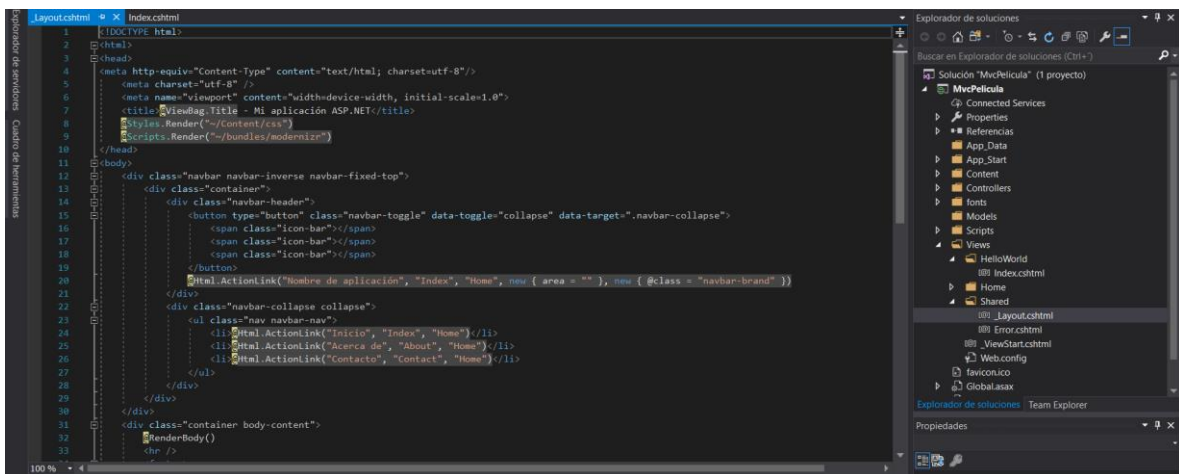 Explorador de servidores
Cuadro de herramientas
_Layout.cshtml
Index.cshtml
1 <!DOCTYPE html>
2 <html>
3 <head>
4 <meta http-equiv="Content-Type" content="text/html; charset=utf-8"/>
5 <meta charset="utf-8" />
6 <meta name="viewport" content="width=device-width, initial-scale=1.0">
7 <title>@ViewBag.Title - Mi aplicación ASP.NET</title>
8 @Styles.Render("~/Content/css")
9 @Scripts.Render("~/bundles/modernizr")
10 </head>
11 <body>
12 <div class="navbar navbar-inverse navbar-fixed-top">
13 <div class="container">
14 <div class="navbar-header">
15 <button type="button" class="navbar-toggle" data-toggle="collapse" data-target=".navbar-collapse">
16 <span class="icon-bar"></span>
17 <span class="icon-bar"></span>
18 <span class="icon-bar"></span>
19 </button>
20 @Html.ActionLink("Nombre de aplicación", "Index", "Home", new { area = "" }, new { @class = "navbar-brand" })
21 </div>
22 <div class="navbar-collapse collapse">
23 <ul class="nav navbar-nav">
24 <li>@Html.ActionLink("Inicio", "Index", "Home")</li>
25 <li>@Html.ActionLink("Acerca de", "About", "Home")</li>
26 <li>@Html.ActionLink("Contacto", "Contact", "Home")</li>
27 </ul>
28 </div>
29 </div>
30 </div>
31 <div class="container body-content">
32 @RenderBody()
33 <hr />
100 %
Explorador de soluciones
Buscar en Explorador de soluciones (Ctrl+')
Solución "MvcPelicula" (1 proyecto)
MvcPelicula
Connected Services
Properties
Referencias
App_Data
App_Start
Content
Controllers
fonts
Models
Scripts
Views
HelloWorld
Index.cshtml
Home
Shared
_Layout.cshtml
Error.cshtml
_ViewStart.cshtml
Web.config
favicon.ico
Global.asax
Explorador de soluciones Team Explorer
Propiedades